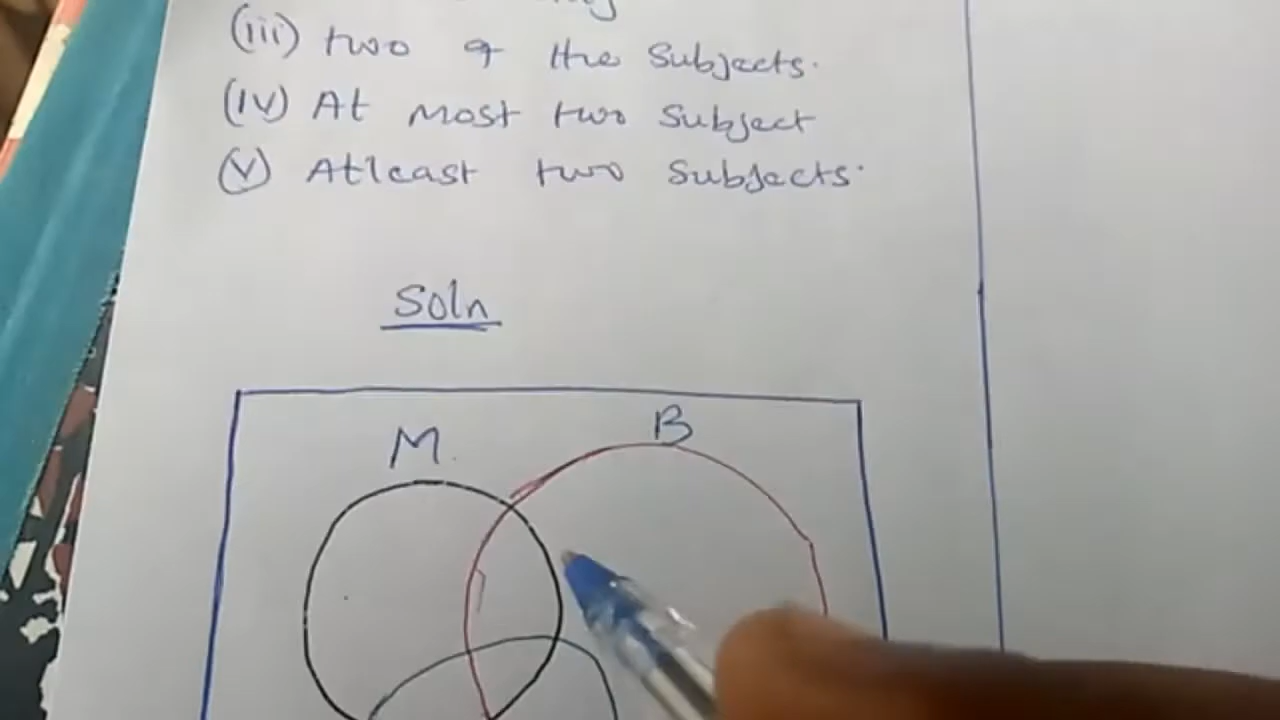 (iii) two of the Subjects.
(iv) At most two Subject
(v) Atleast two Subjects.
Soln
M
B